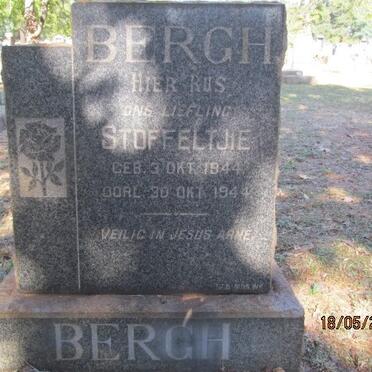 BERGH
HIER RUS
ONS LIEFLING
STOFFELTJIE
GEB. 3 OKT. 1944
OORL. 30 OKT. 1944
VEILIG IN JESUS ARME
BERGH
18/05/2